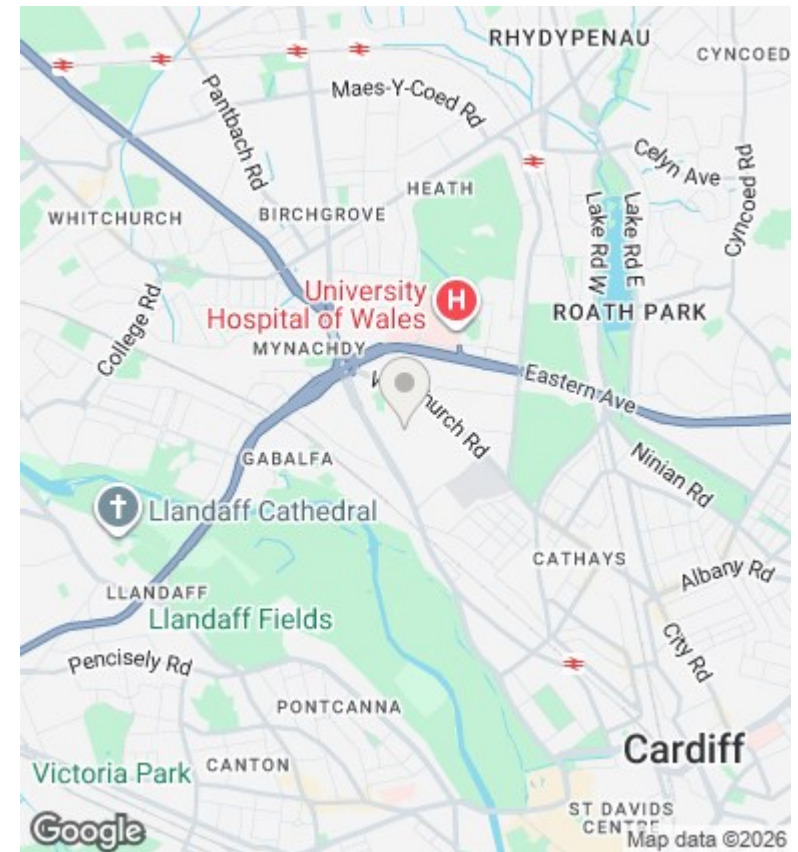 RHYDYPENAU
CYNCOED
Maes-Y-Coed Rd
Pantbach Rd
Celyn Ave
Cyncoed Rd
HEATH
Lake Rd W
Lake Rd E
WHITCHURCH
BIRCHGROVE
University
Hospital of Wales
H
ROATH PARK
College Rd
MYNACHDY
Eastern Ave
church Rd
GABALFA
Ninian Rd
Llandaff Cathedral
CATHAYS
Albany Rd
LLANDAFF
Llandaff Fields
City Rd
Pencisely Rd
PONTCANNA
Cardiff
Victoria Park
CANTON
ST DAVIDS
CENTRE
Google
Map data ©2026